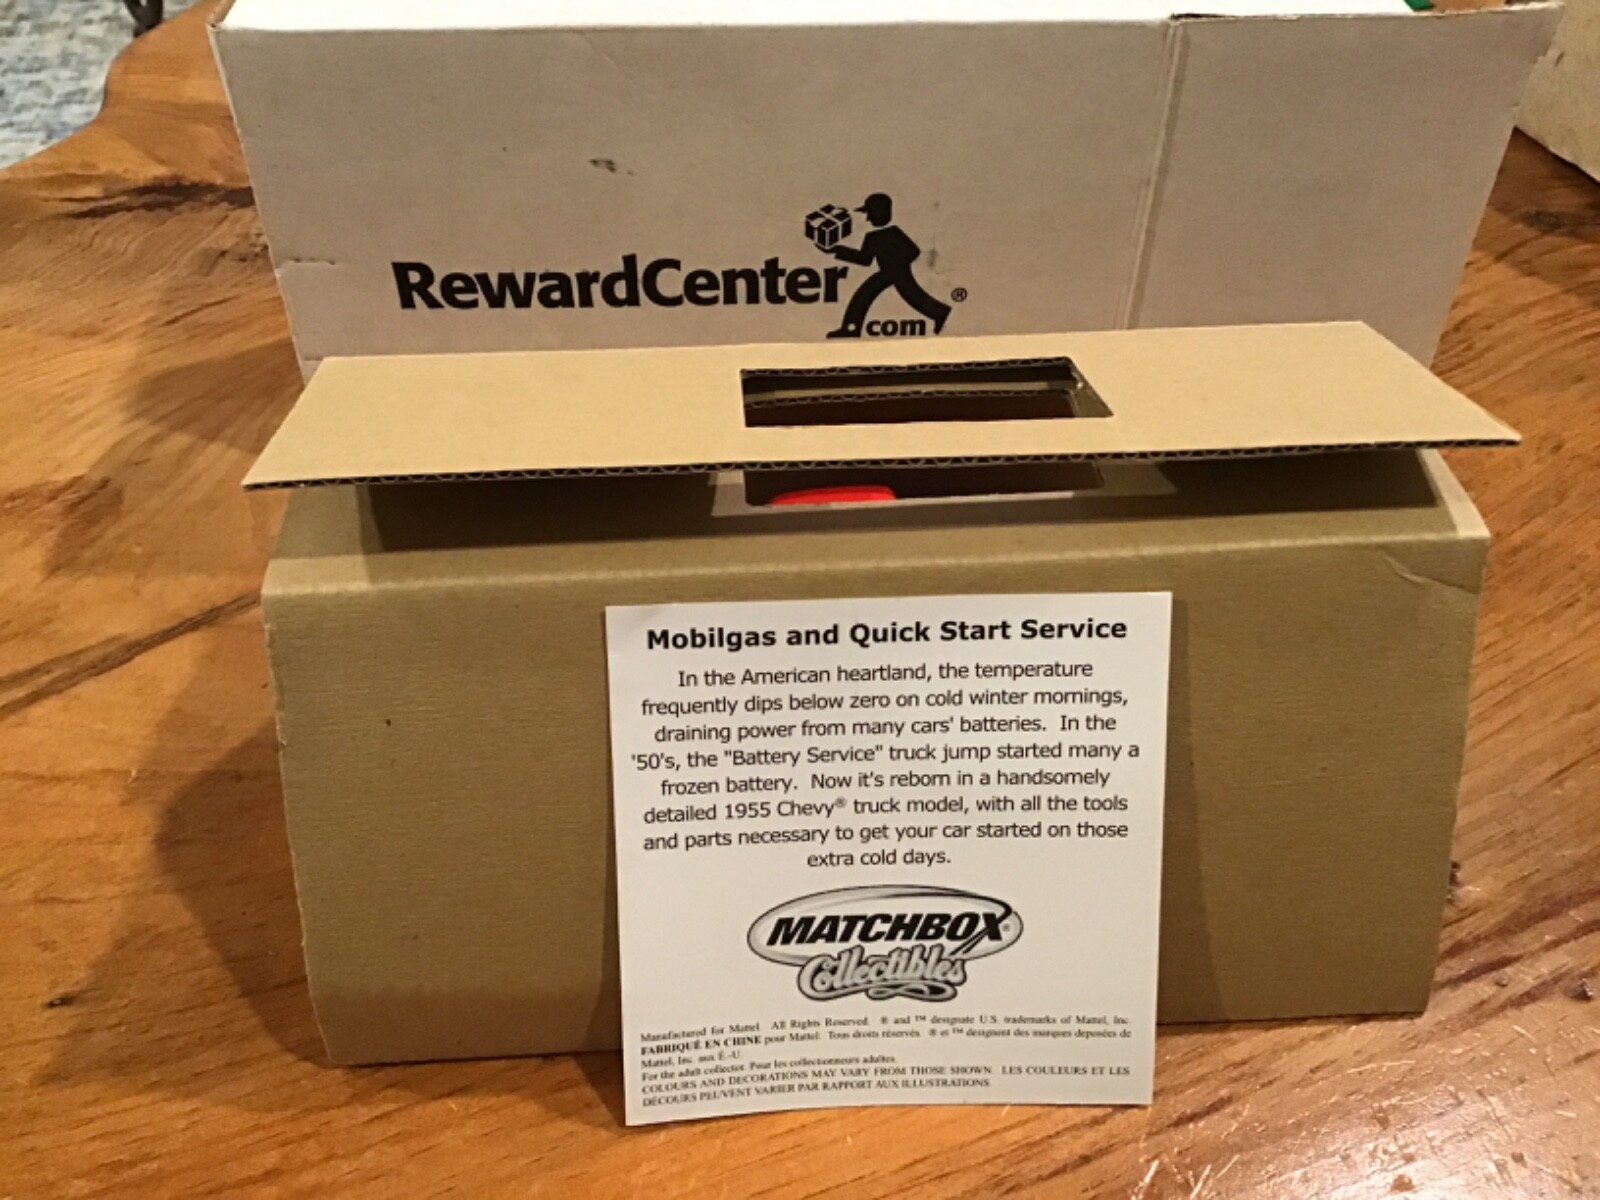 RewardCenter
.com ®
Mobilgas and Quick Start Service
In the American heartland, the temperature
frequently dips below zero on cold winter mornings,
draining power from many cars' batteries. In the
'50's, the "Battery Service" truck jump started many a
frozen battery. Now it's reborn in a handsomely
detailed 1955 Chevy® truck model, with all the tools
and parts necessary to get your car started on those
extra cold days.
MATCHBOX®
Collectibles
Manufactured for Mattel. All Rights Reserved. ® and ™ designate U.S. trademarks of Mattel, Inc.
FABRIQUÉ EN CHINE pour Mattel. Tous droits réservés. ® et ™ designent des marques deposées de
Mattel, Inc. aux É.-U.
For the adult collector. Pour les collectionneurs adultes.
COLOURS AND DECORATIONS MAY VARY FROM THOSE SHOWN. LES COULEURS ET LES
DÉCOURS PEUVENT VARIER PAR RAPPORT AUX ILLUSTRATIONS.